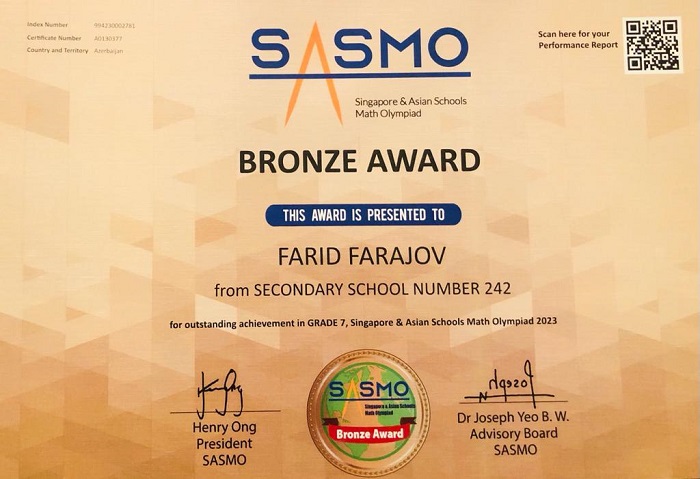 Index Number 994230002781
Certificate Number
Country and Territory Azerbaijan
Scan here for your
Performance Report
SASMO
Singapore & Asian Schools
Math Olympiad
BRONZE AWARD
THIS AWARD IS PRESENTED TO
FARID FARAJOV
from SECONDARY SCHOOL NUMBER 242
for outstanding achievement in GRADE 7, Singapore & Asian Schools Math Olympiad 2023
Henry Ong
President
SASMO
SASMO
Singapore & Asian Schools
Math Olympiad
Bronze Award
Dr Joseph Yeo B. W.
Advisory Board
SASMO